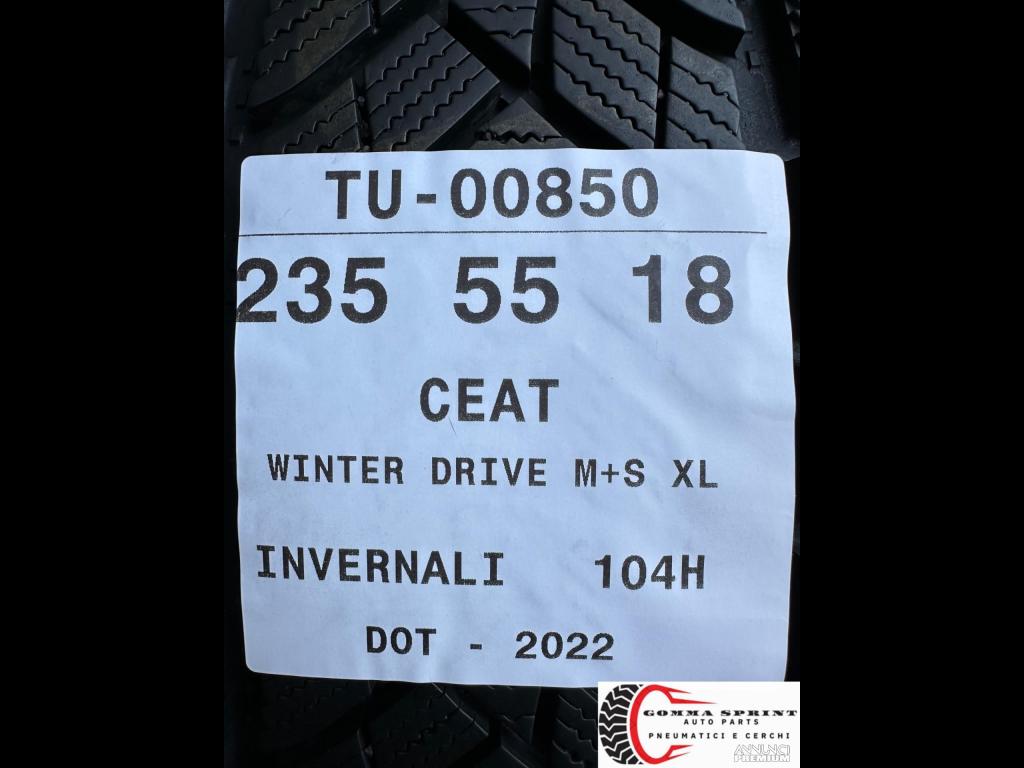 TU-00850
235 55 18
CEAT
WINTER DRIVE M+S XL
INVERNALI 104H
DOT - 2022
GOMMA SPRINT
AUTO PARTS
PNEUMATICI E CERCHI
ANNUNCI
PREMIUM